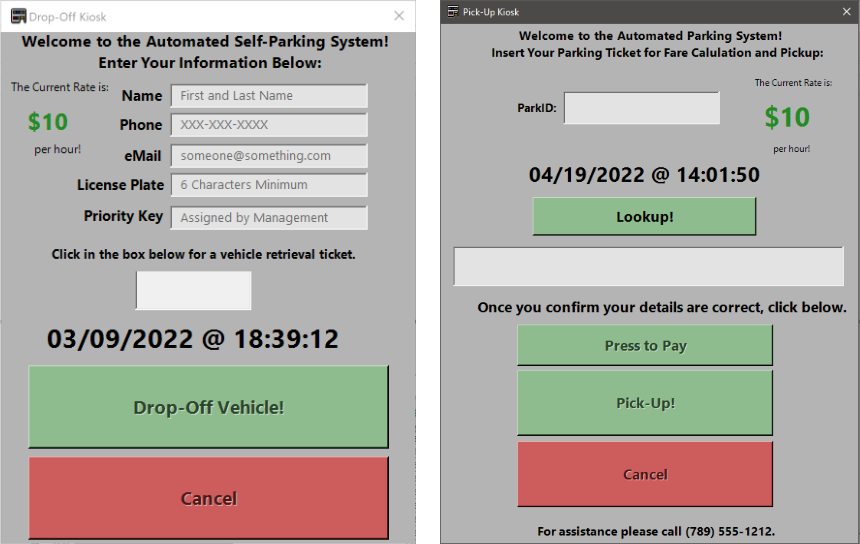 Drop-Off Kiosk
Welcome to the Automated Self-Parking System!
Enter Your Information Below:
The Current Rate is:
$10
per hour!
Name First and Last Name
Phone XXX-XXX-XXXX
eMail someone@something.com
License Plate 6 Characters Minimum
Priority Key Assigned by Management
Click in the box below for a vehicle retrieval ticket.
03/09/2022 @ 18:39:12
Drop-Off Vehicle!
Cancel
Pick-Up Kiosk
Welcome to the Automated Parking System!
Insert Your Parking Ticket for Fare Calulation and Pickup:
The Current Rate is:
ParkID:
$10
per hour!
04/19/2022 @ 14:01:50
Lookup!
Once you confirm your details are correct, click below.
Press to Pay
Pick-Up!
Cancel
For assistance please call (789) 555-1212.